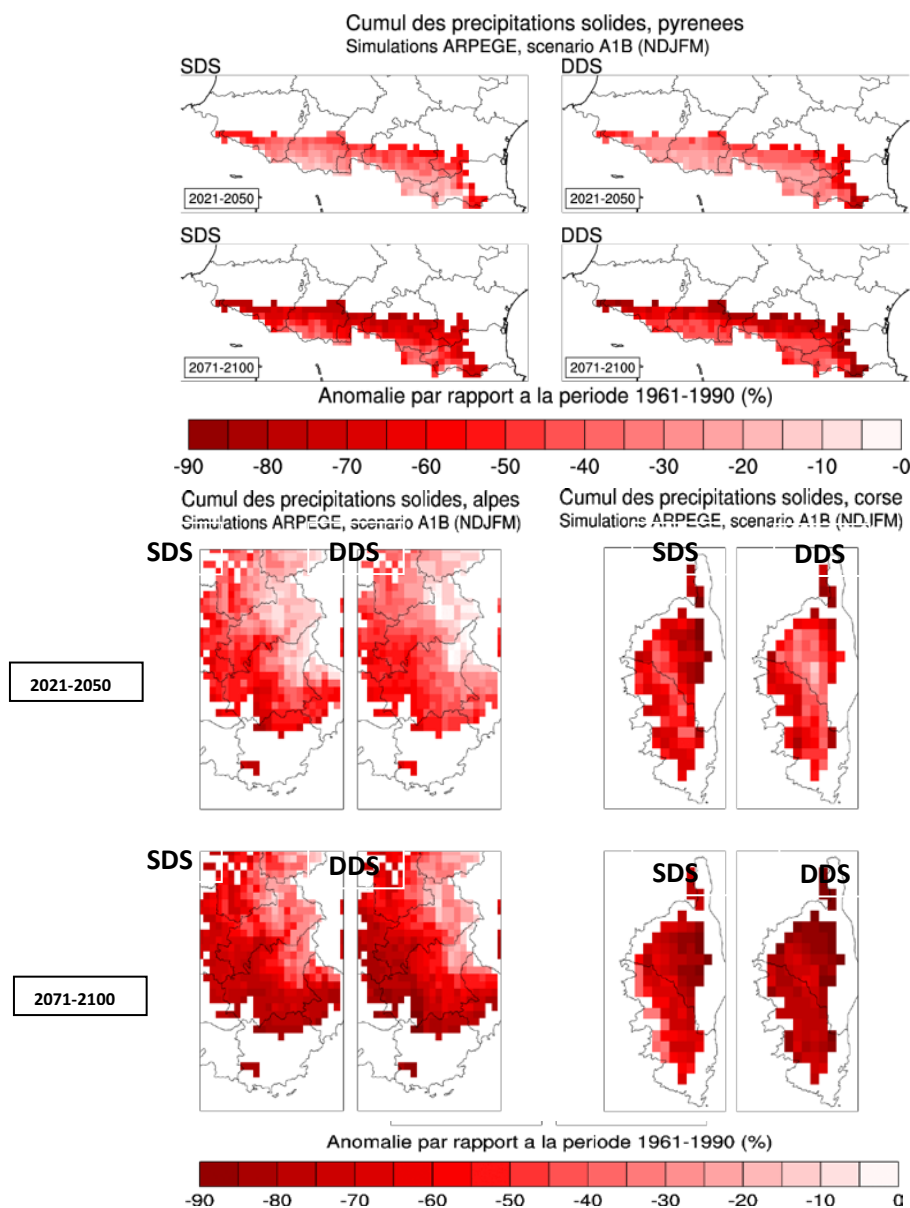 Cumul des precipitations solides, pyrenees
Simulations ARPEGE, scenario A1B (NDJFM)
SDS
DDS
2021-2050
2021-2050
SDS
DDS
2071-2100
2071-2100
Anomalie par rapport a la periode 1961-1990 (%)
-90 -80 -70 -60 -50 -40 -30 -20 -10 -0
Cumul des precipitations solides, alpes
Simulations ARPEGE, scenario A1B (NDJFM)
Cumul des precipitations solides, corse
Simulations ARPEGE, scenario A1B (NDJFM)
SDS
DDS
SDS
DDS
2021-2050
SDS
DDS
SDS
DDS
2071-2100
Anomalie par rapport a la periode 1961-1990 (%)
-90 -80 -70 -60 -50 -40 -30 -20 -10 -0